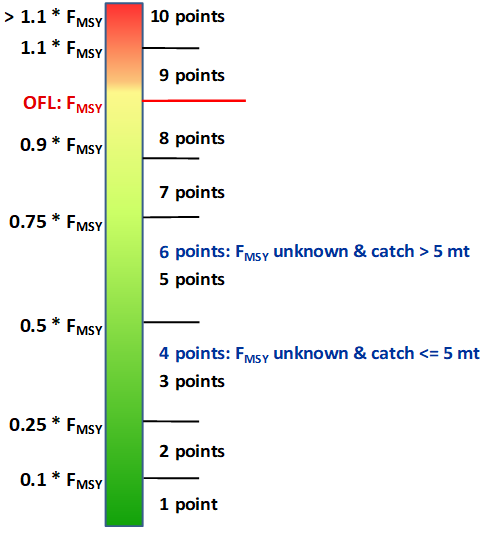 > 1.1 * FMSY
10 points
1.1 * FMSY
9 points
OFL: FMSY
8 points
0.9 * FMSY
7 points
0.75 * FMSY
6 points: FMSY unknown & catch > 5 mt
5 points
0.5 * FMSY
4 points: FMSY unknown & catch <= 5 mt
3 points
0.25 * FMSY
2 points
0.1 * FMSY
1 point